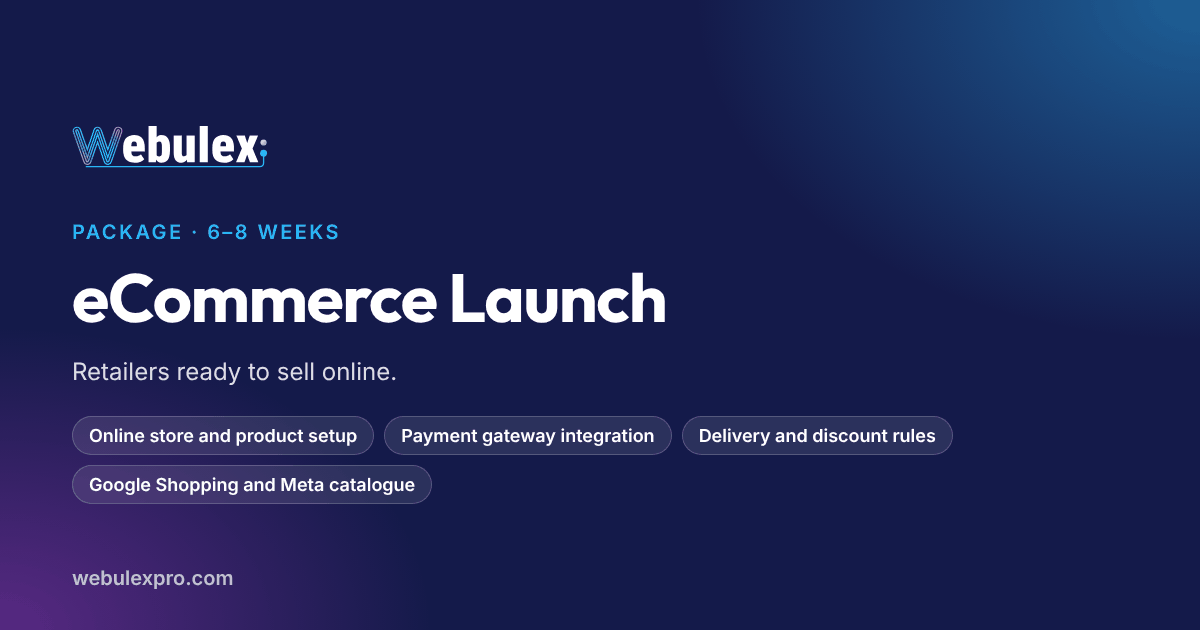 Webulex
PACKAGE · 6–8 WEEKS
eCommerce Launch
Retailers ready to sell online.
Online store and product setup
Payment gateway integration
Delivery and discount rules
Google Shopping and Meta catalogue
webulexpro.com